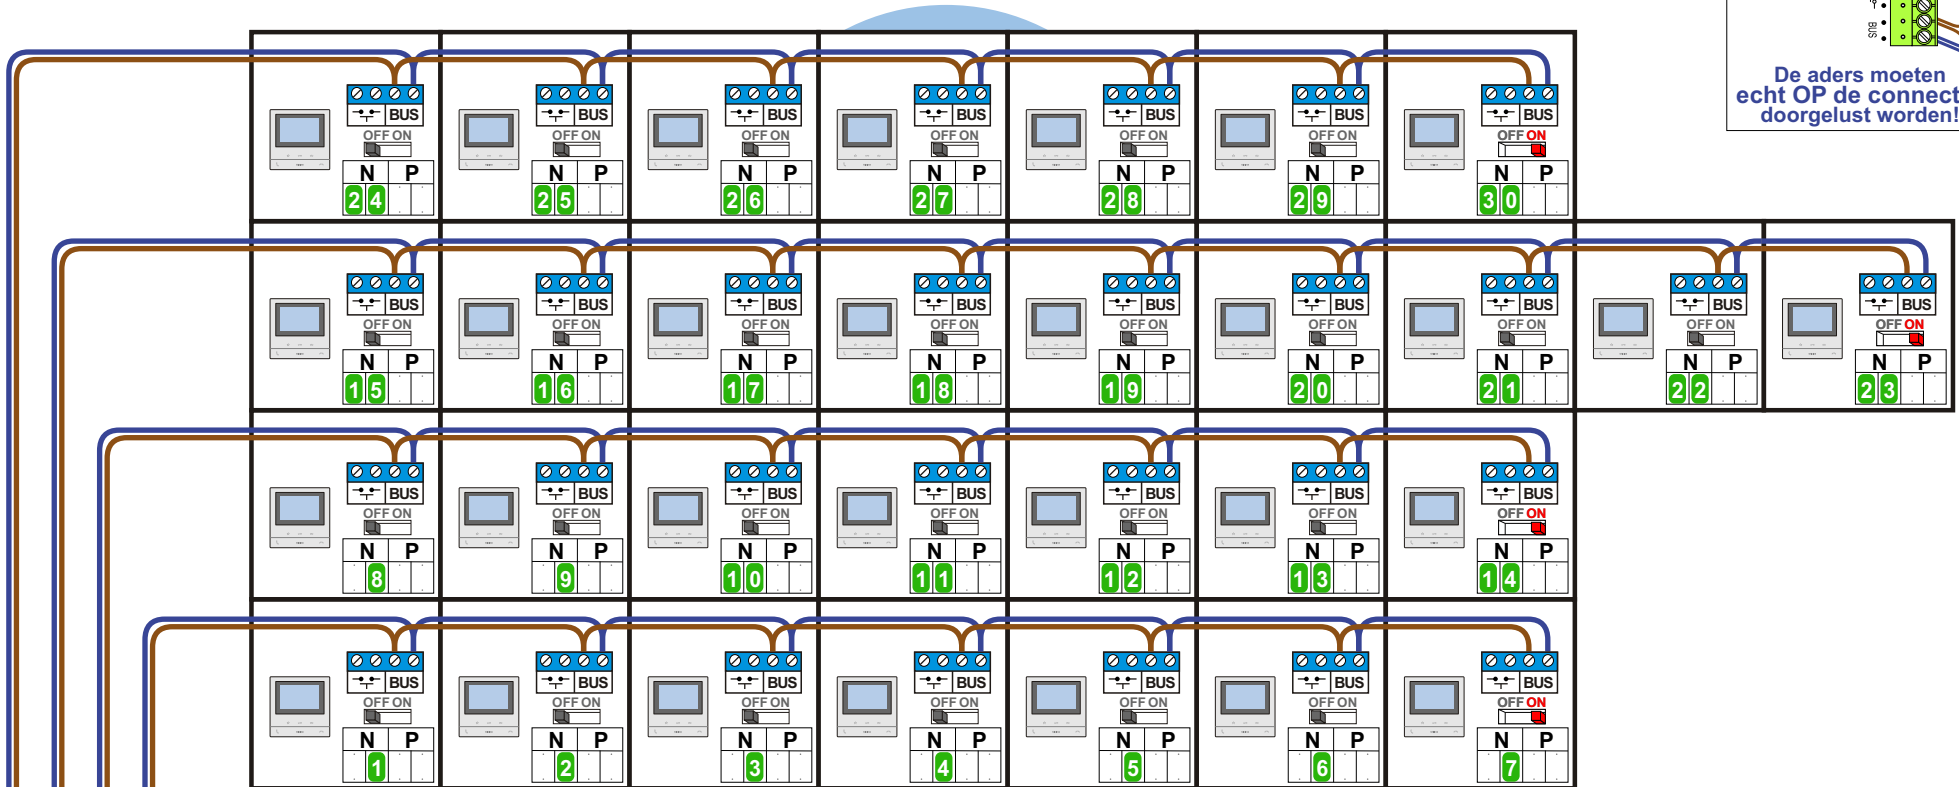 BUS
De aders moeten
echt OP de connect
doorgelust worden!
BUS BUS BUS BUS BUS BUS BUS
OFF ON OFF ON OFF ON OFF ON OFF ON OFF ON OFF ON
N P N P N P N P N P N P N P
24 25 26 27 28 29 30
BUS BUS BUS BUS BUS BUS BUS BUS BUS
OFF ON OFF ON OFF ON OFF ON OFF ON OFF ON OFF ON OFF ON OFF ON
N P N P N P N P N P N P N P N P N P
15 16 17 18 19 20 21 22 23
BUS BUS BUS BUS BUS BUS BUS
OFF ON OFF ON OFF ON OFF ON OFF ON OFF ON OFF ON
N P N P N P N P N P N P N P
8 9 10 11 12 13 14
BUS BUS BUS BUS BUS BUS BUS
OFF ON OFF ON OFF ON OFF ON OFF ON OFF ON OFF ON
N P N P N P N P N P N P N P
1 2 3 4 5 6 7